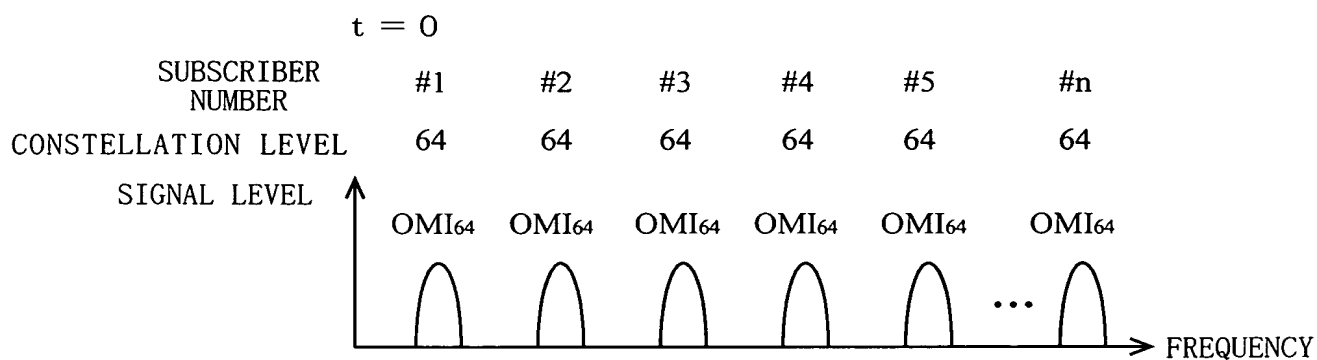 t = 0
SUBSCRIBER NUMBER #1 #2 #3 #4 #5 #n
CONSTELLATION LEVEL 64 64 64 64 64 64
SIGNAL LEVEL
OMI64 OMI64 OMI64 OMI64 OMI64 OMI64
...
FREQUENCY